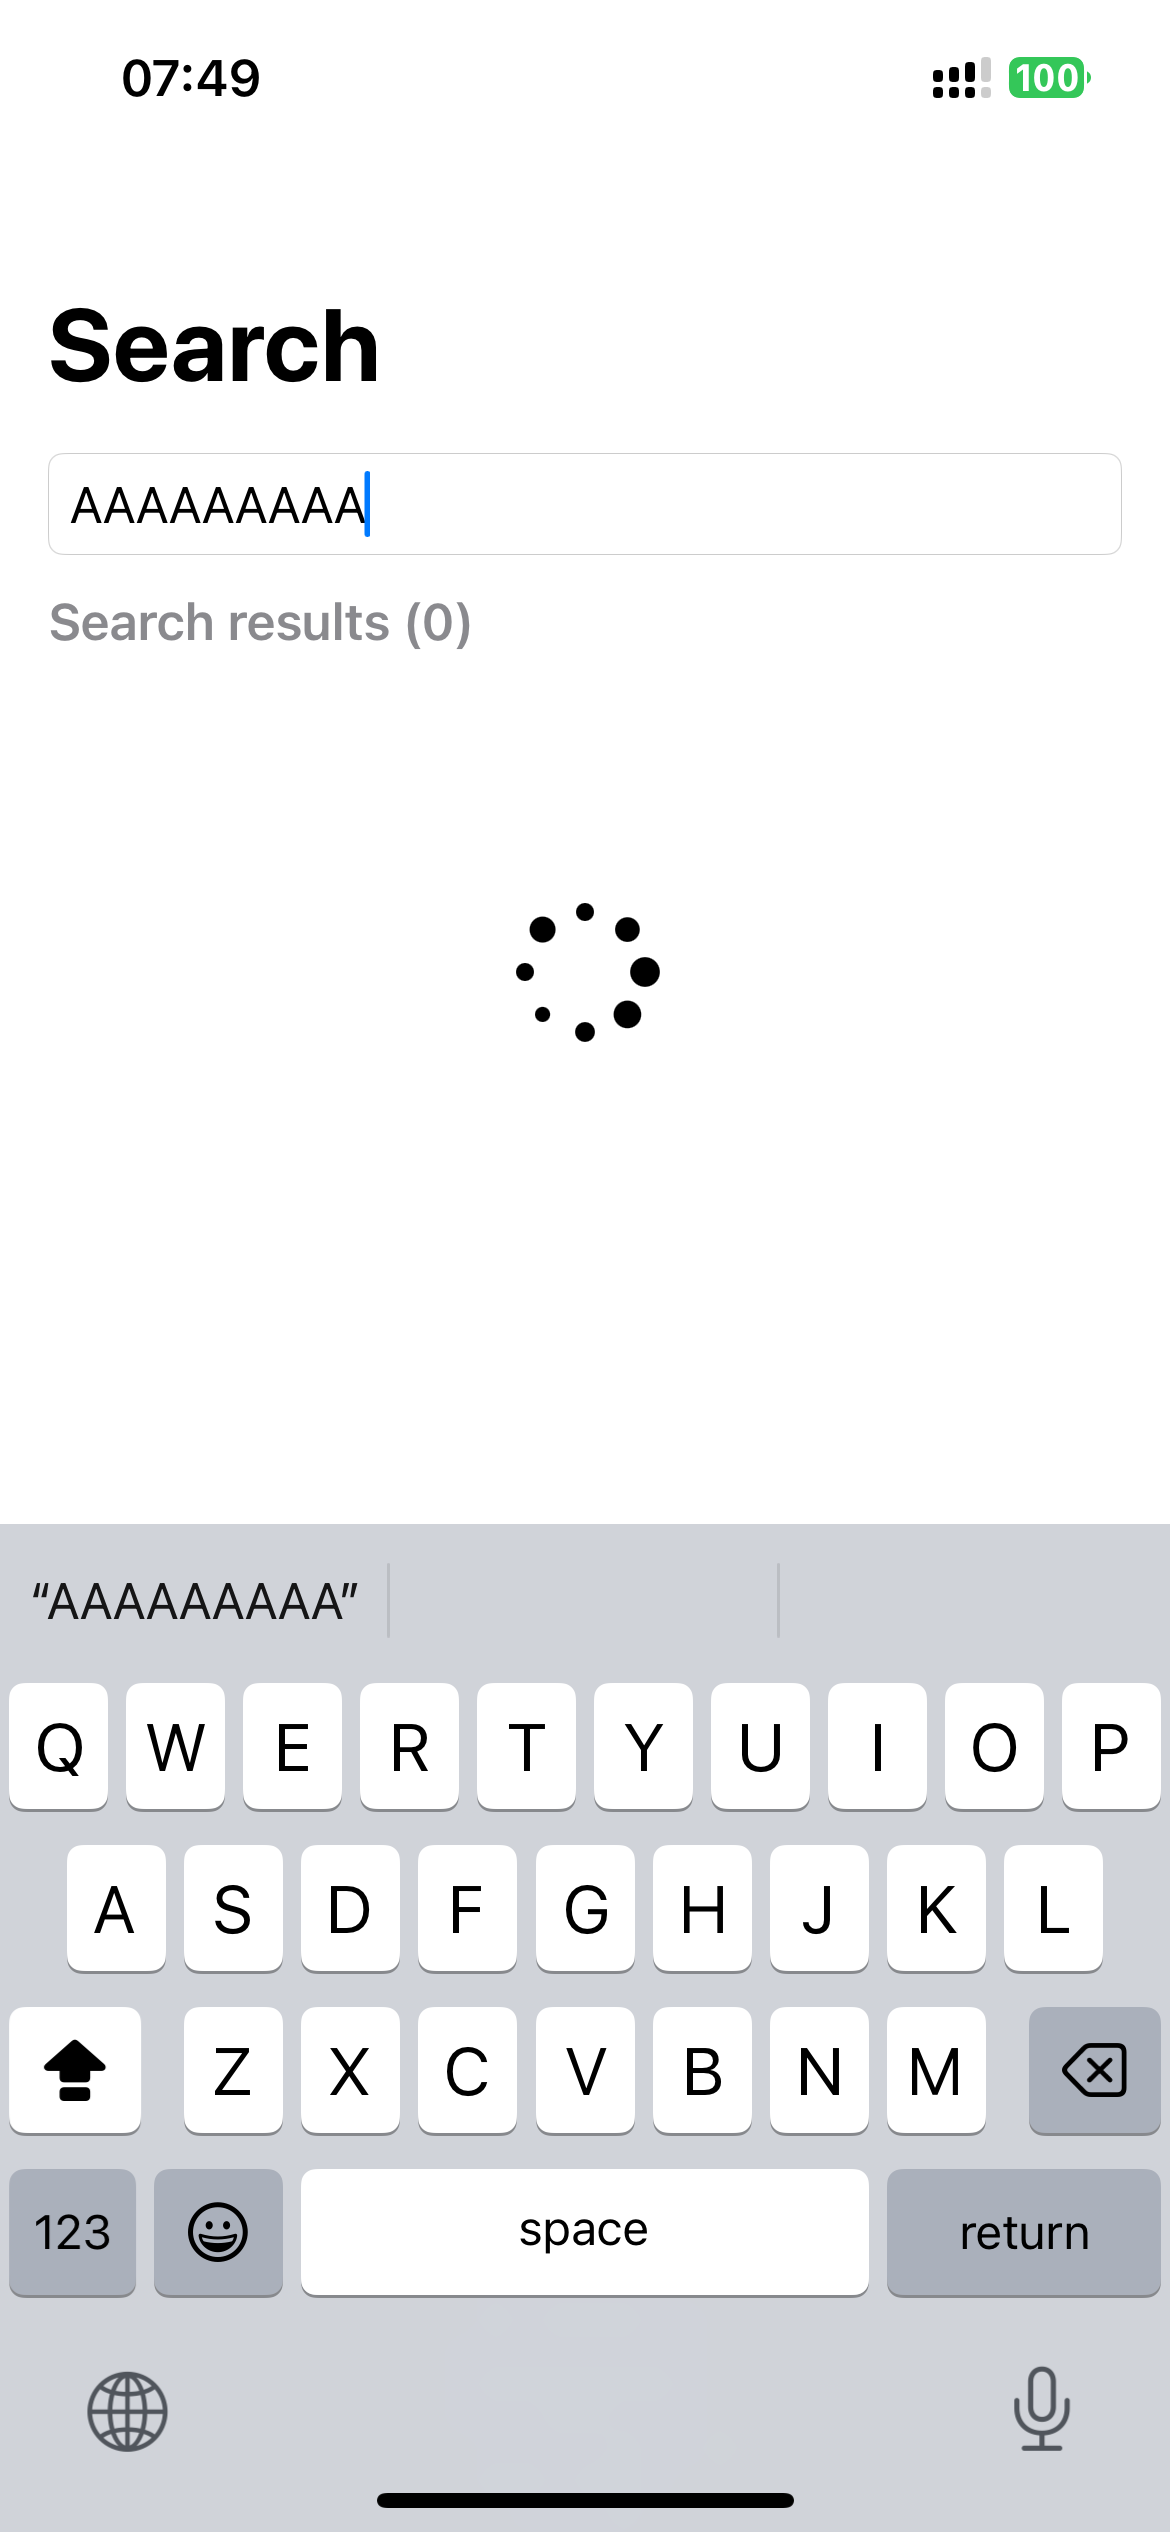 07:49
100
Search
AAAAAAAAA
Search results (0)
“AAAAAAAAA”
Q W E R T Y U I O P
A S D F G H J K L
Z X C V B N M
123 space return